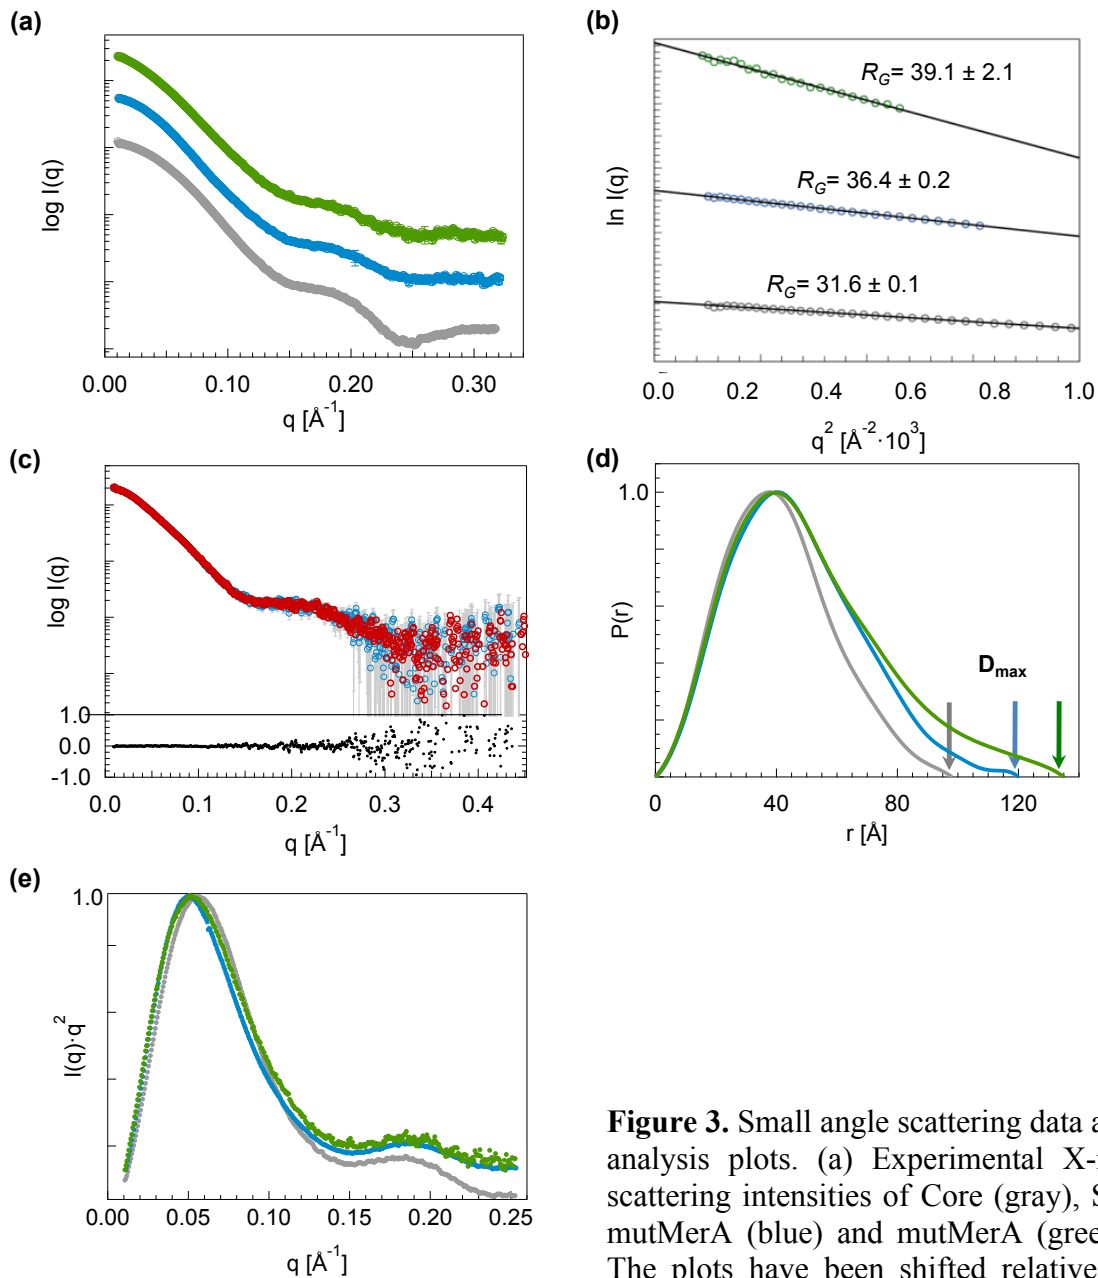 (a)
log I(q)
0.00 0.10 0.20 0.30
q [Å⁻¹]
(b)
ln I(q)
R_G= 39.1 ± 2.1
R_G= 36.4 ± 0.2
R_G= 31.6 ± 0.1
0.2 0.4 0.6 0.8 1.0
q² [Å⁻²·10³]
(c)
log I(q)
1.0
0.0
-1.0
0.0 0.1 0.2 0.3 0.4
q [Å⁻¹]
(d)
1.0
P(r)
D_max
0 40 80 120
r [Å]
(e)
1.0
I(q)·q²
0.00 0.05 0.10 0.15 0.20 0.25
q [Å⁻¹]
Figure 3. Small angle scattering data a
analysis plots. (a) Experimental X-
scattering intensities of Core (gray), S
mutMerA (blue) and mutMerA (gree
The plots have been shifted relative